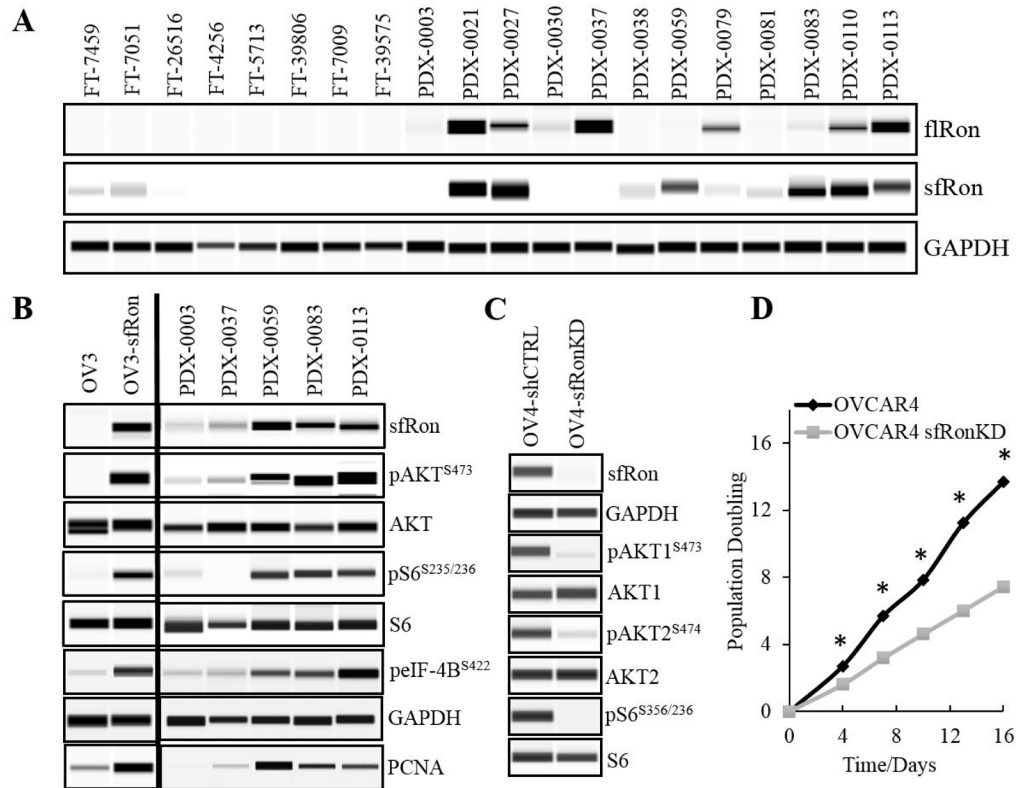 A
FT-7459
FT-7051
FT-26516
FT-4256
FT-5713
FT-39806
FT-7009
FT-39575
PDX-0003
PDX-0021
PDX-0027
PDX-0030
PDX-0037
PDX-0038
PDX-0059
PDX-0079
PDX-0081
PDX-0083
PDX-0110
PDX-0113
flRon
sfRon
GAPDH
B
OV3
OV3-sfRon
PDX-0003
PDX-0037
PDX-0059
PDX-0083
PDX-0113
sfRon
pAKTS473
AKT
pS6S235/236
S6
peIF-4BS422
GAPDH
PCNA
C
OV4-shCTRL
OV4-sfRonKD
sfRon
GAPDH
pAKT1S473
AKT1
pAKT2S474
AKT2
pS6S356/236
S6
D
OVCAR4
OVCAR4 sfRonKD
Population Doubling
16
12
8
4
0
* * * * *
0 4 8 12 16
Time/Days